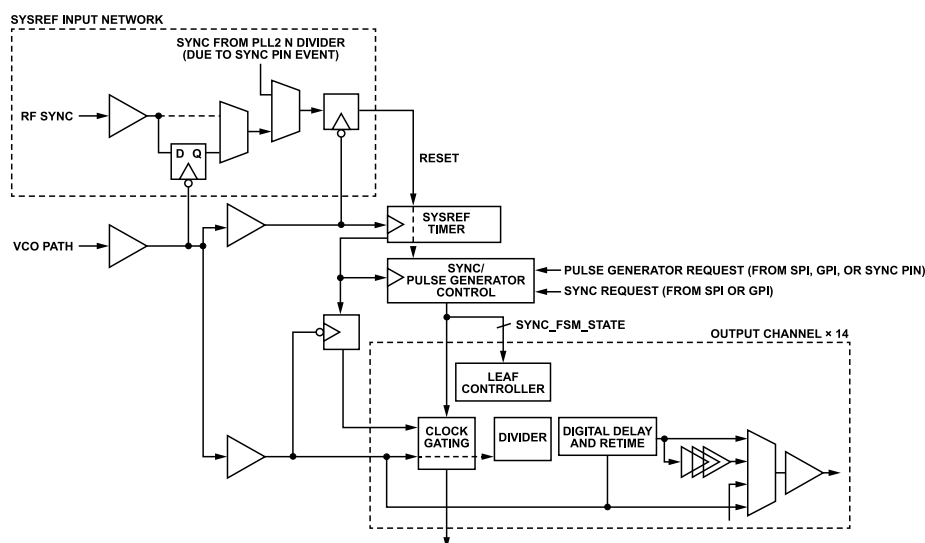 SYSREF INPUT NETWORK
SYNC FROM PLL2 N DIVIDER
(DUE TO SYNC PIN EVENT)
RF SYNC
D Q
RESET
VCO PATH
SYSREF
TIMER
SYNC/
PULSE GENERATOR
CONTROL
PULSE GENERATOR REQUEST (FROM SPI, GPI, OR SYNC PIN)
SYNC REQUEST (FROM SPI OR GPI)
SYNC_FSM_STATE
OUTPUT CHANNEL × 14
LEAF
CONTROLLER
CLOCK
GATING
DIVIDER
DIGITAL DELAY
AND RETIME